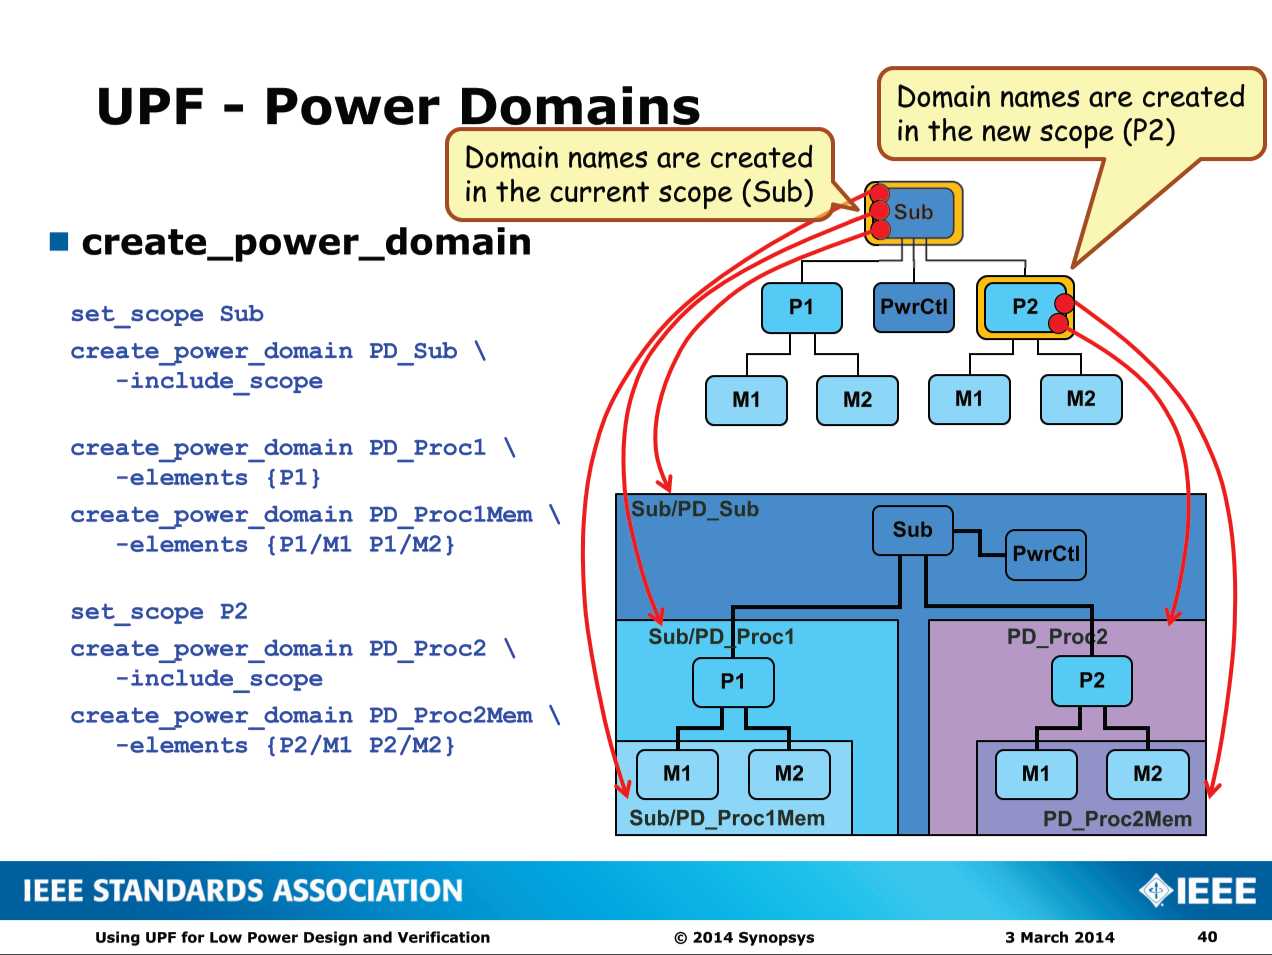 UPF - Power Domains
Domain names are created
in the new scope (P2)
Domain names are created
in the current scope (Sub)
create_power_domain
set_scope Sub
create_power_domain PD_Sub \
-include_scope
create_power_domain PD_Proc1 \
-elements {P1}
create_power_domain PD_Proc1Mem \
-elements {P1/M1 P1/M2}
set_scope P2
create_power_domain PD_Proc2 \
-include_scope
create_power_domain PD_Proc2Mem \
-elements {P2/M1 P2/M2}
Sub
P1
PwrCtl
P2
M1
M2
M1
M2
Sub/PD_Sub
Sub
PwrCtl
Sub/PD_Proc1
PD_Proc2
P1
P2
M1
M2
M1
M2
Sub/PD_Proc1Mem
PD_Proc2Mem
IEEE STANDARDS ASSOCIATION
IEEE
Using UPF for Low Power Design and Verification
© 2014 Synopsys
3 March 2014
40